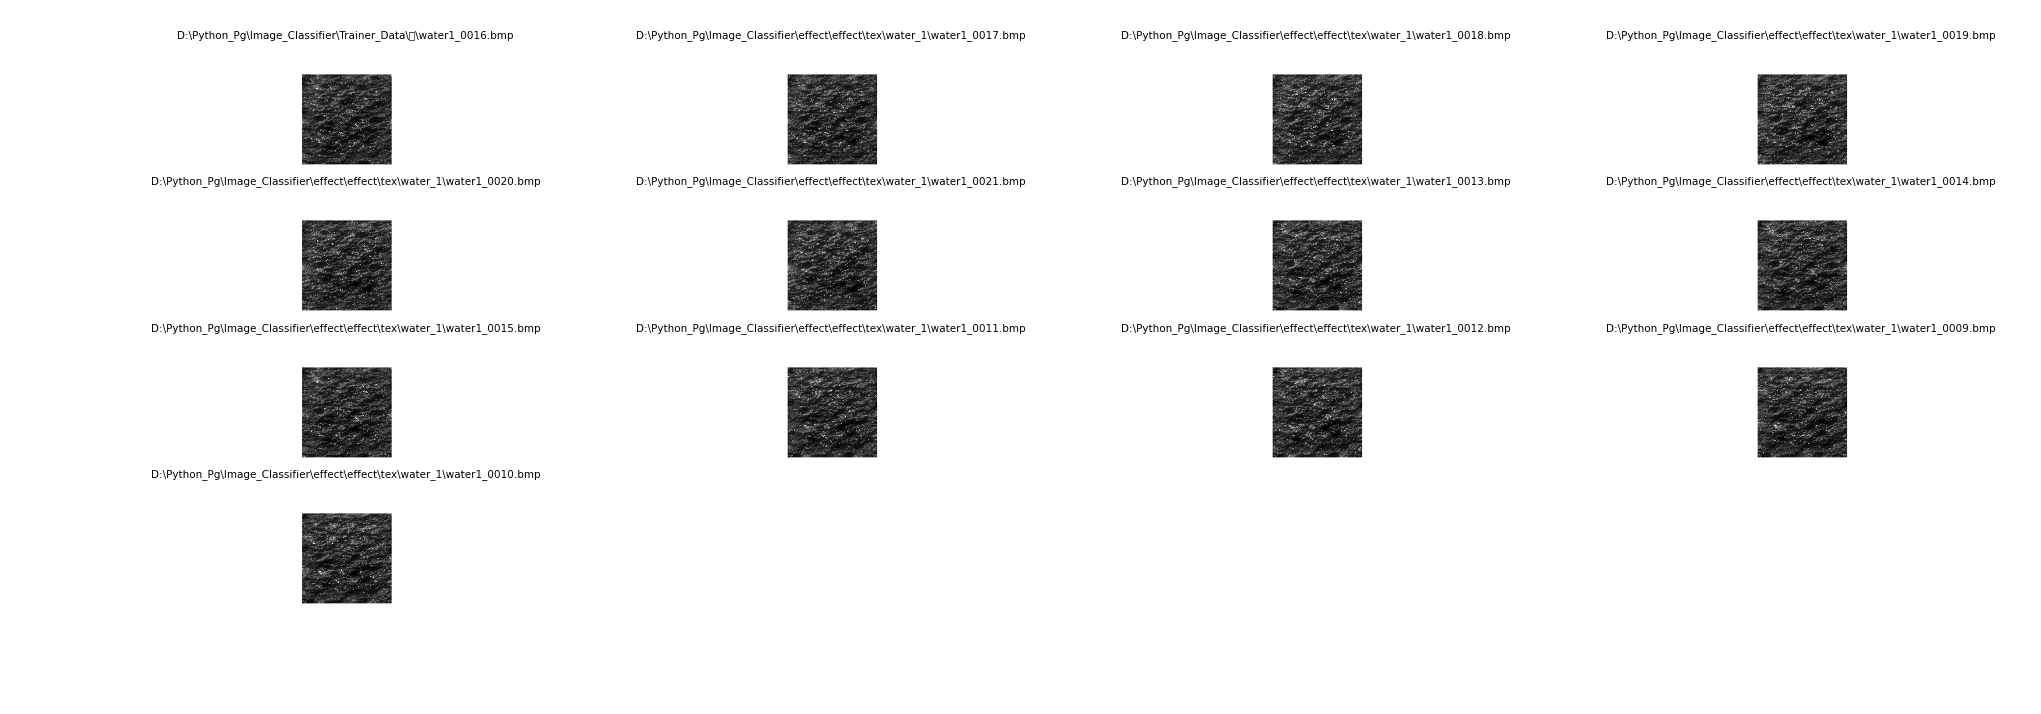 D:\Python_Pg\Image_Classifier\Trainer_Data\▯\water1_0016.bmp
D:\Python_Pg\Image_Classifier\effect\effect\tex\water_1\water1_0017.bmp
D:\Python_Pg\Image_Classifier\effect\effect\tex\water_1\water1_0018.bmp
D:\Python_Pg\Image_Classifier\effect\effect\tex\water_1\water1_0019.bmp
D:\Python_Pg\Image_Classifier\effect\effect\tex\water_1\water1_0020.bmp
D:\Python_Pg\Image_Classifier\effect\effect\tex\water_1\water1_0021.bmp
D:\Python_Pg\Image_Classifier\effect\effect\tex\water_1\water1_0013.bmp
D:\Python_Pg\Image_Classifier\effect\effect\tex\water_1\water1_0014.bmp
D:\Python_Pg\Image_Classifier\effect\effect\tex\water_1\water1_0015.bmp
D:\Python_Pg\Image_Classifier\effect\effect\tex\water_1\water1_0011.bmp
D:\Python_Pg\Image_Classifier\effect\effect\tex\water_1\water1_0012.bmp
D:\Python_Pg\Image_Classifier\effect\effect\tex\water_1\water1_0009.bmp
D:\Python_Pg\Image_Classifier\effect\effect\tex\water_1\water1_0010.bmp